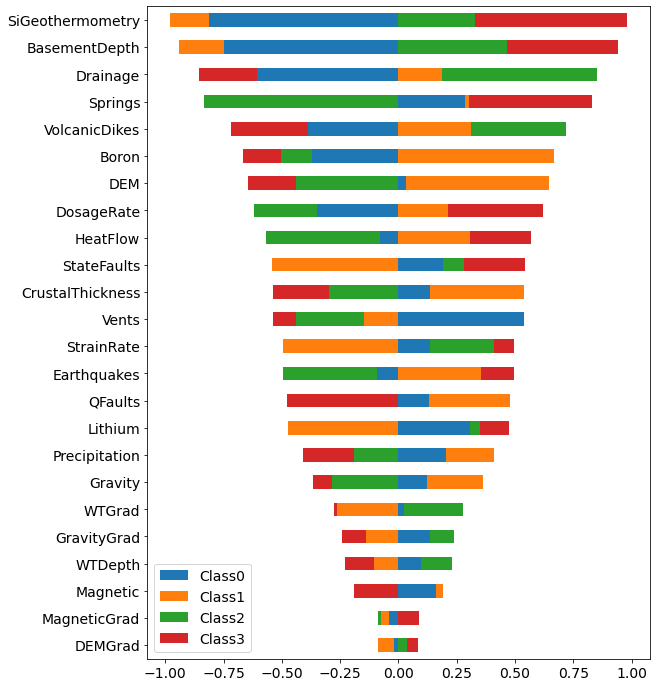 SiGeothermometry
BasementDepth
Drainage
Springs
VolcanicDikes
Boron
DEM
DosageRate
HeatFlow
StateFaults
CrustalThickness
Vents
StrainRate
Earthquakes
QFaults
Lithium
Precipitation
Gravity
WTGrad
GravityGrad
WTDepth
Magnetic
MagneticGrad
DEMGrad
Class0
Class1
Class2
Class3
−1.00 −0.75 −0.50 −0.25 0.00 0.25 0.50 0.75 1.00